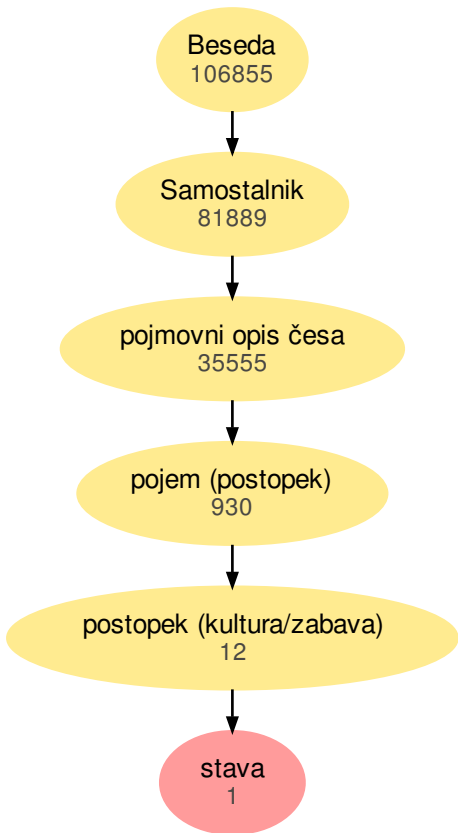 Beseda
106855
Samostalnik
81889
pojmovni opis česa
35555
pojem (postopek)
930
postopek (kultura/zabava)
12
stava
1